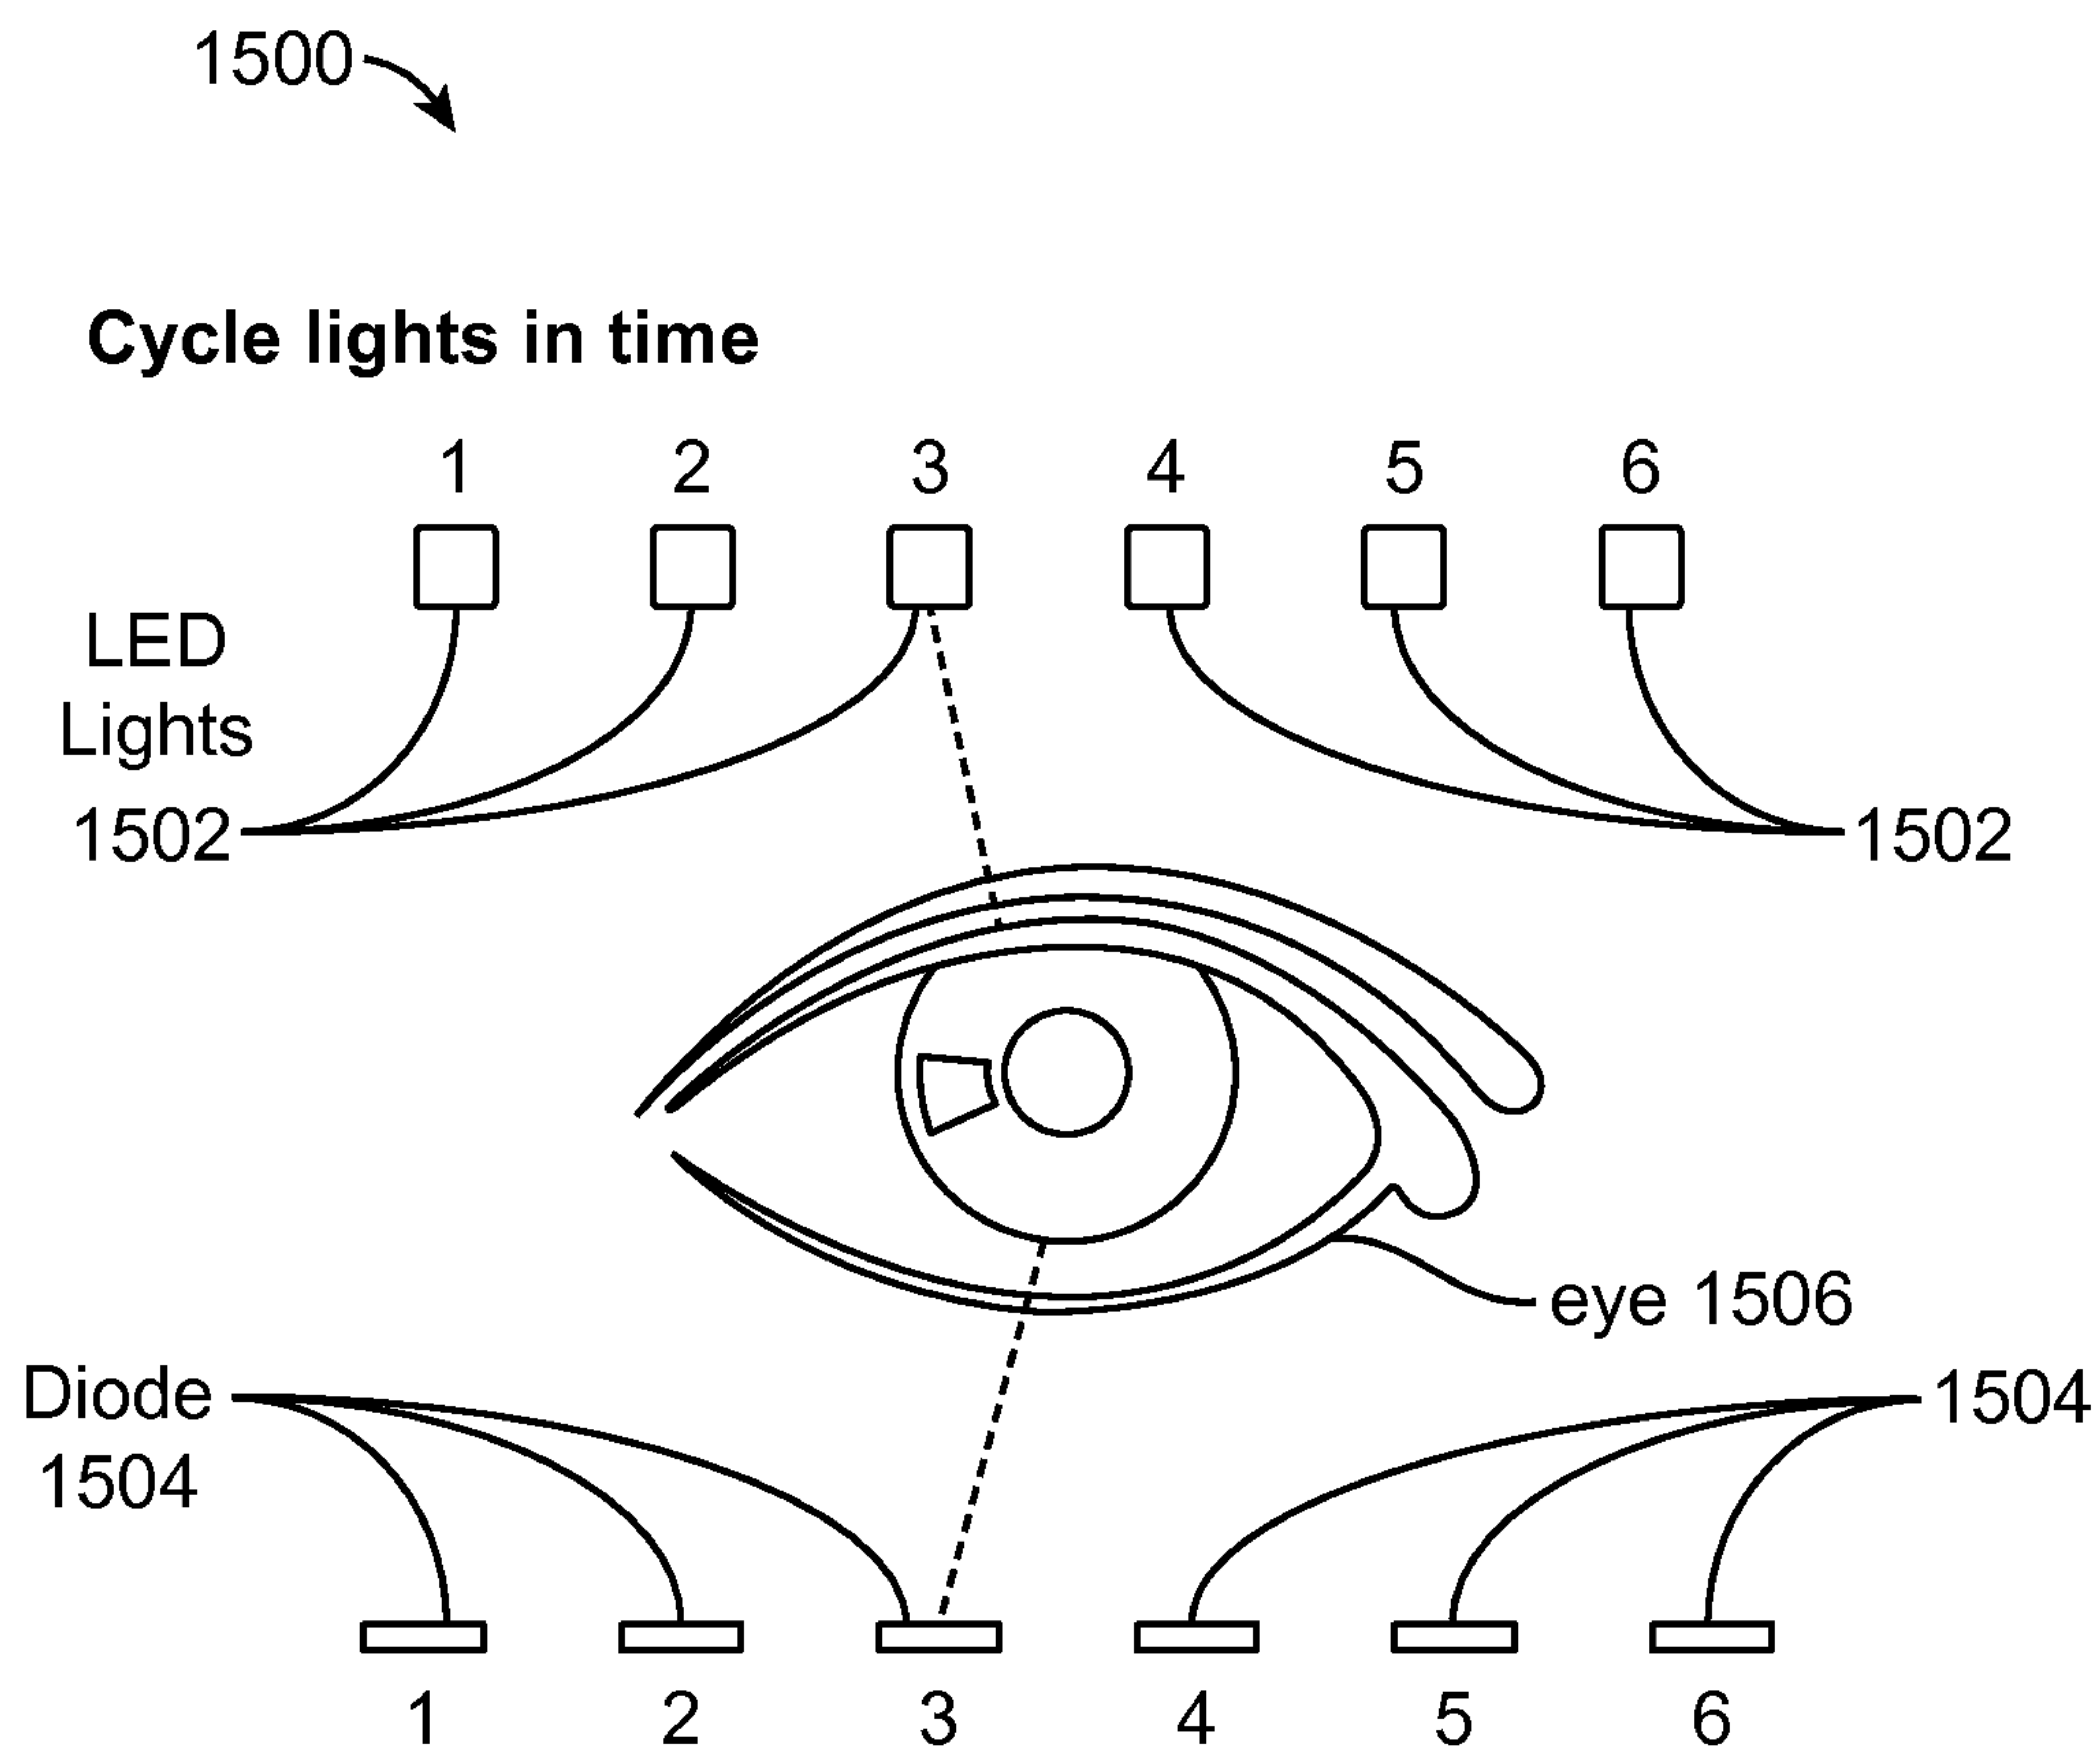 1500
Cycle lights in time
1 2 3 4 5 6
LED
Lights
1502 1502
eye 1506
Diode 1504
1504
1 2 3 4 5 6